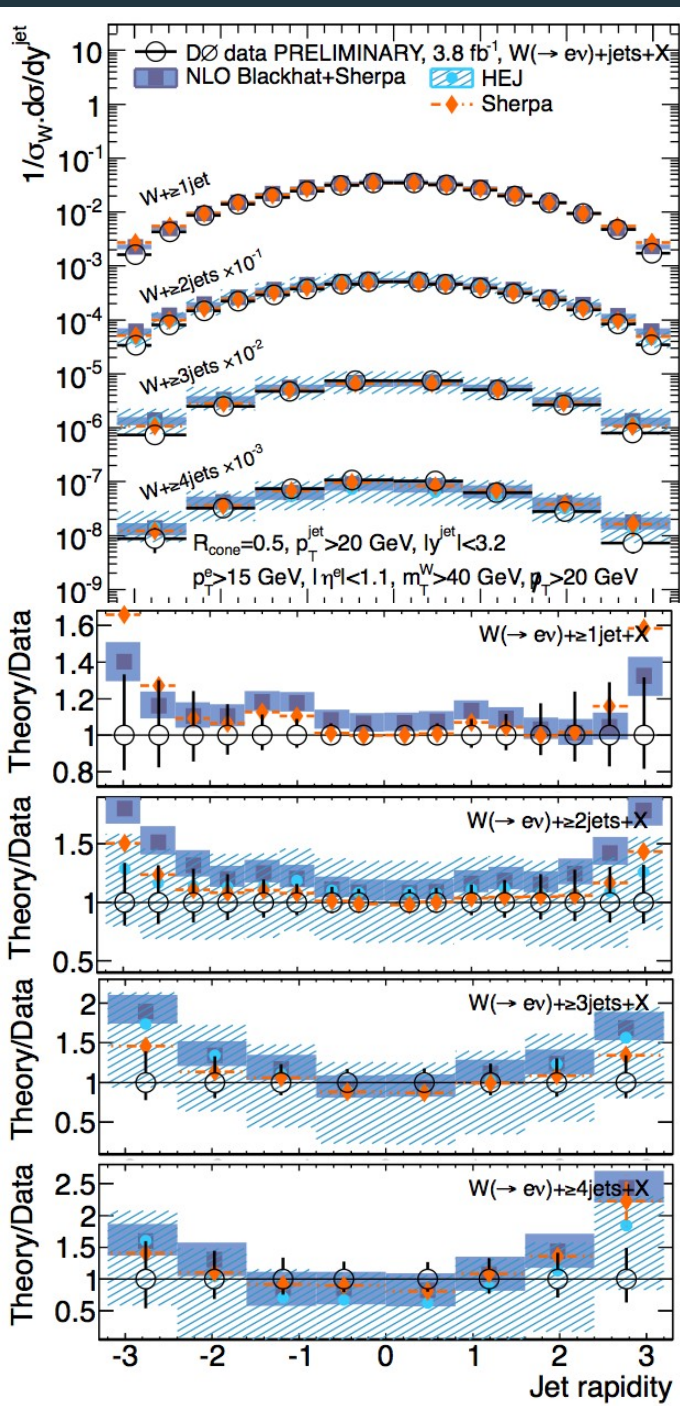 1/σ_W.dσ/dy^jet
10
DØ data PRELIMINARY, 3.8 fb⁻¹, W(→ eν)+jets+X
NLO Blackhat+Sherpa
HEJ
Sherpa
1
10⁻¹
W+≥1jet
10⁻²
10⁻³
W+≥2jets ×10⁻¹
10⁻⁴
10⁻⁵
W+≥3jets ×10⁻²
10⁻⁶
10⁻⁷
W+≥4jets ×10⁻³
10⁻⁸
R_cone=0.5, p_T^jet>20 GeV, |y^jet|<3.2
10⁻⁹
p_T^e>15 GeV, |η^e|<1.1, m_T^W>40 GeV, p̸_T>20 GeV
Theory/Data
1.6
1.4
1.2
1
0.8
W(→ eν)+≥1jet+X
Theory/Data
1.5
1
0.5
W(→ eν)+≥2jets+X
Theory/Data
2
1.5
1
0.5
W(→ eν)+≥3jets+X
Theory/Data
2.5
2
1.5
1
0.5
W(→ eν)+≥4jets+X
-3 -2 -1 0 1 2 3
Jet rapidity